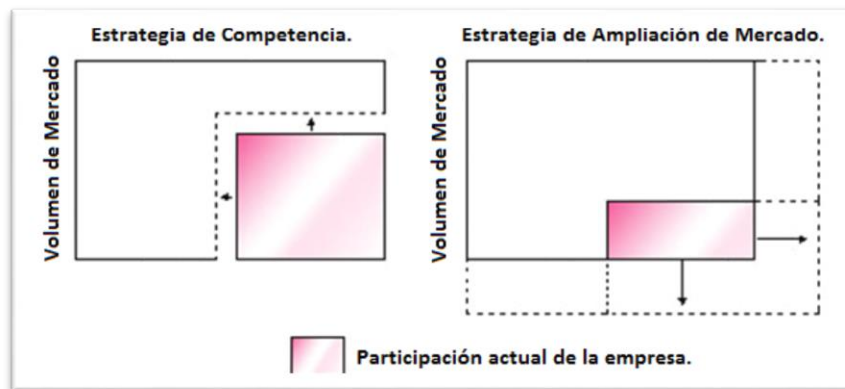 Estrategia de Competencia.
Estrategia de Ampliación de Mercado.
Volumen de Mercado
Volumen de Mercado
Participación actual de la empresa.